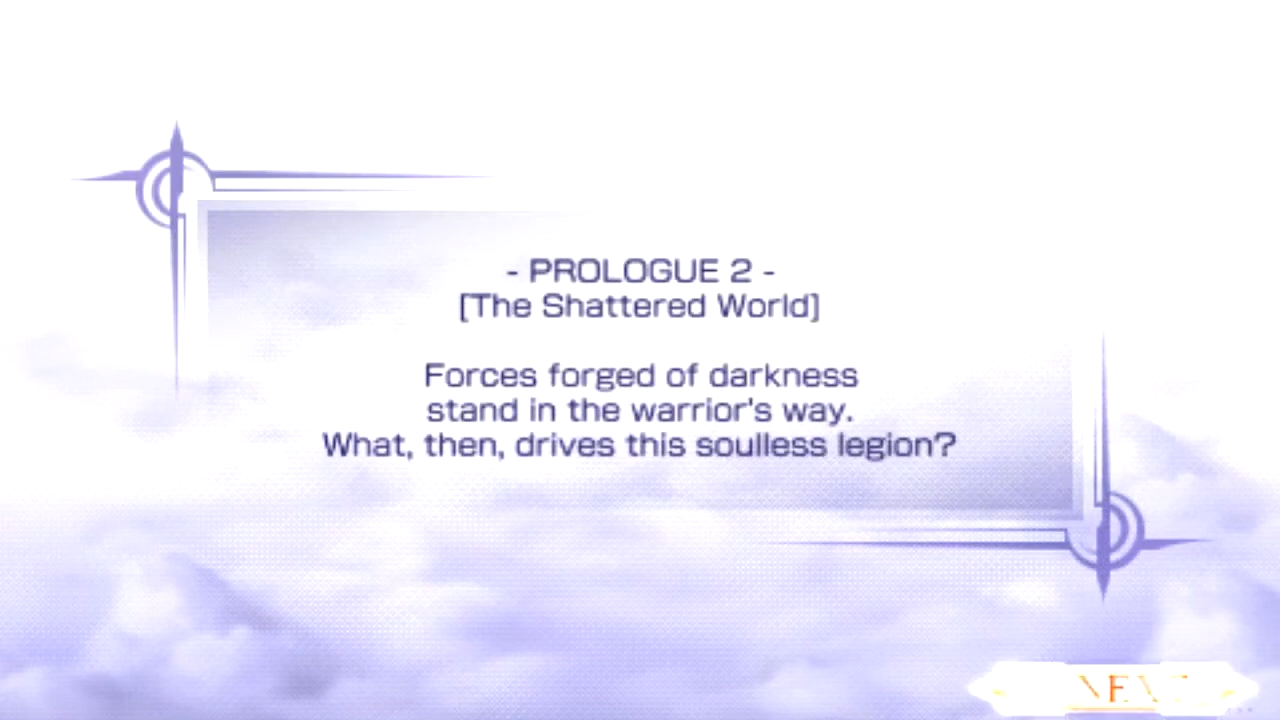 - PROLOGUE 2 -
[The Shattered World]
Forces forged of darkness
stand in the warrior's way.
What, then, drives this soulless legion?
NEXT